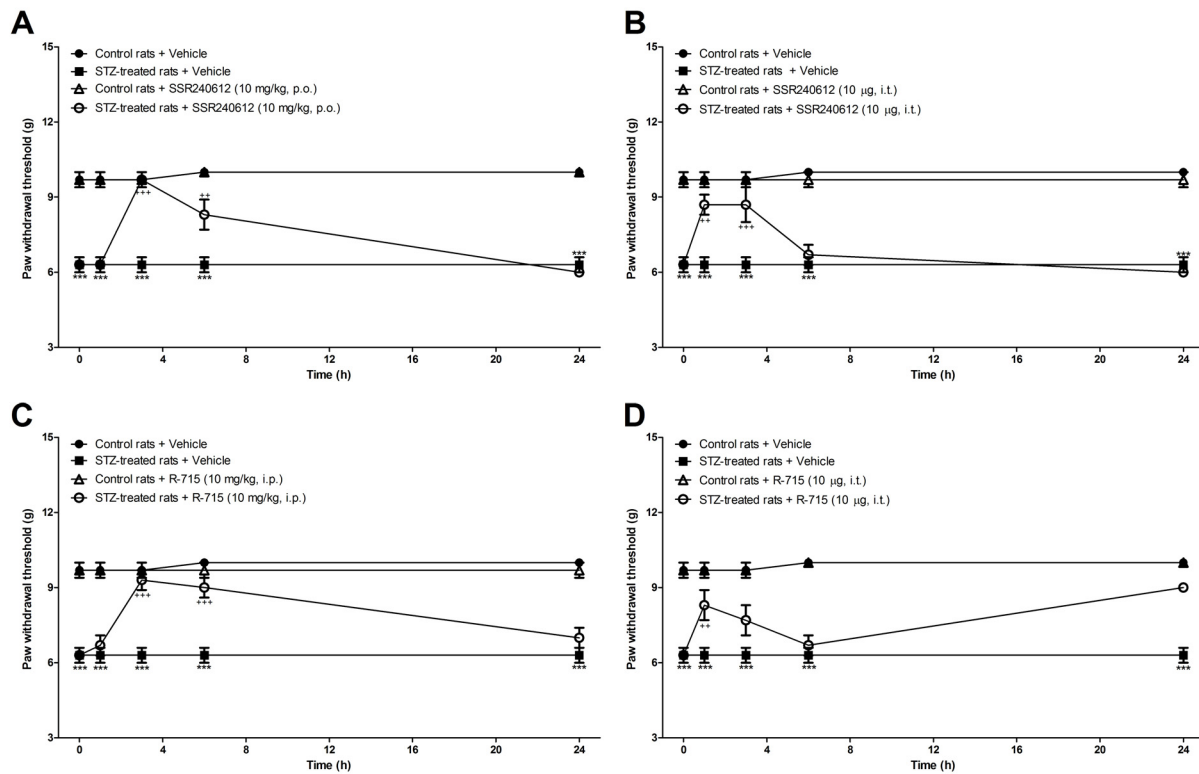 A
15
12
9
6
3
Paw withdrawal threshold (g)
Control rats + Vehicle
STZ-treated rats + Vehicle
Control rats + SSR240612 (10 mg/kg, p.o.)
STZ-treated rats + SSR240612 (10 mg/kg, p.o.)
+++
++
***
*** *** *** ***
0 4 8 12 16 20 24
Time (h)
B
15
12
9
6
3
Paw withdrawal threshold (g)
Control rats + Vehicle
STZ-treated rats + Vehicle
Control rats + SSR240612 (10 μg, i.t.)
STZ-treated rats + SSR240612 (10 μg, i.t.)
++
+++
***
*** *** *** ***
0 4 8 12 16 20 24
Time (h)
C
15
12
9
6
3
Paw withdrawal threshold (g)
Control rats + Vehicle
STZ-treated rats + Vehicle
Control rats + R-715 (10 mg/kg, i.p.)
STZ-treated rats + R-715 (10 mg/kg, i.p.)
+++
+++
*** *** *** *** ***
0 4 8 12 16 20 24
Time (h)
D
15
12
9
6
3
Paw withdrawal threshold (g)
Control rats + Vehicle
STZ-treated rats + Vehicle
Control rats + R-715 (10 μg, i.t.)
STZ-treated rats + R-715 (10 μg, i.t.)
++
*** *** *** *** ***
0 4 8 12 16 20 24
Time (h)